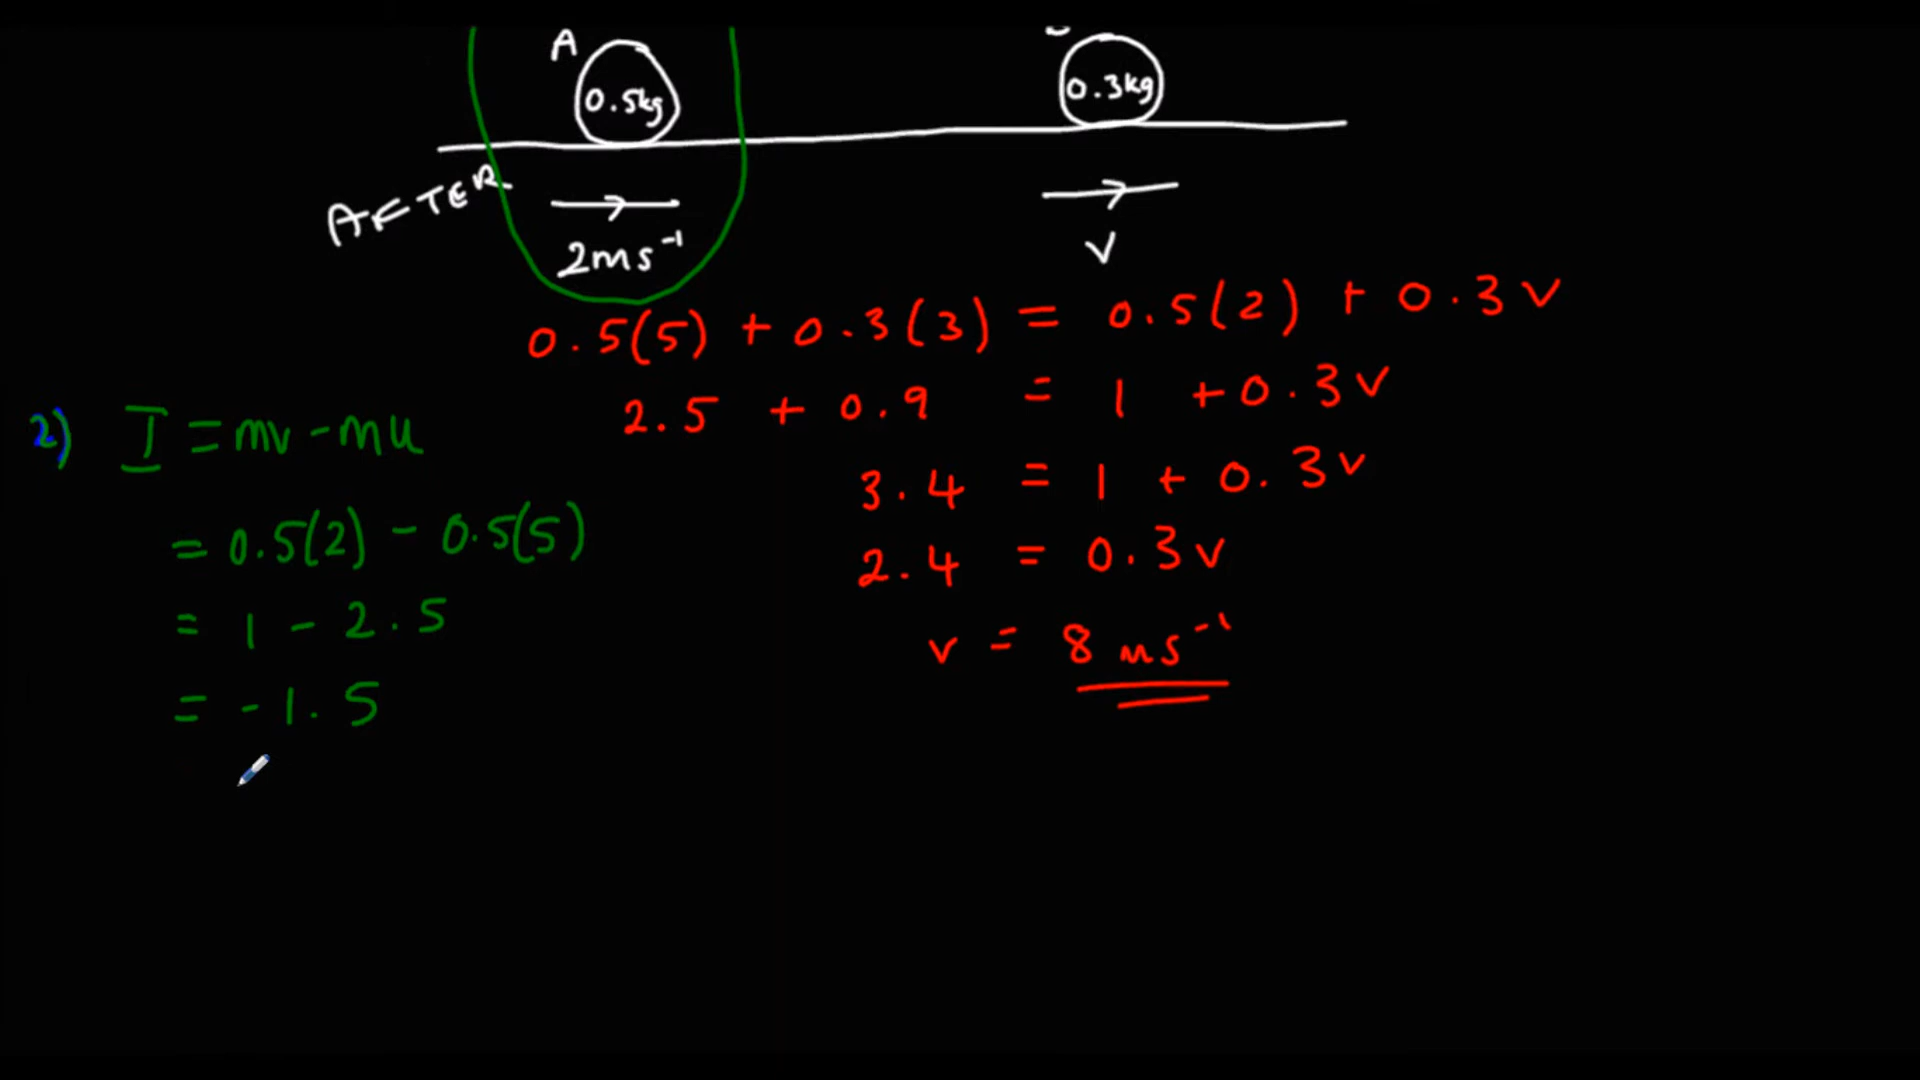 A
0.5kg
0.3kg
AFTER
2ms⁻¹
v
0.5(5) + 0.3(3) = 0.5(2) + 0.3v
2.5 + 0.9 = 1 + 0.3v
3.4 = 1 + 0.3v
2.4 = 0.3v
v = 8 ms⁻¹
2) I = mv - mu
= 0.5(2) - 0.5(5)
= 1 - 2.5
= -1.5